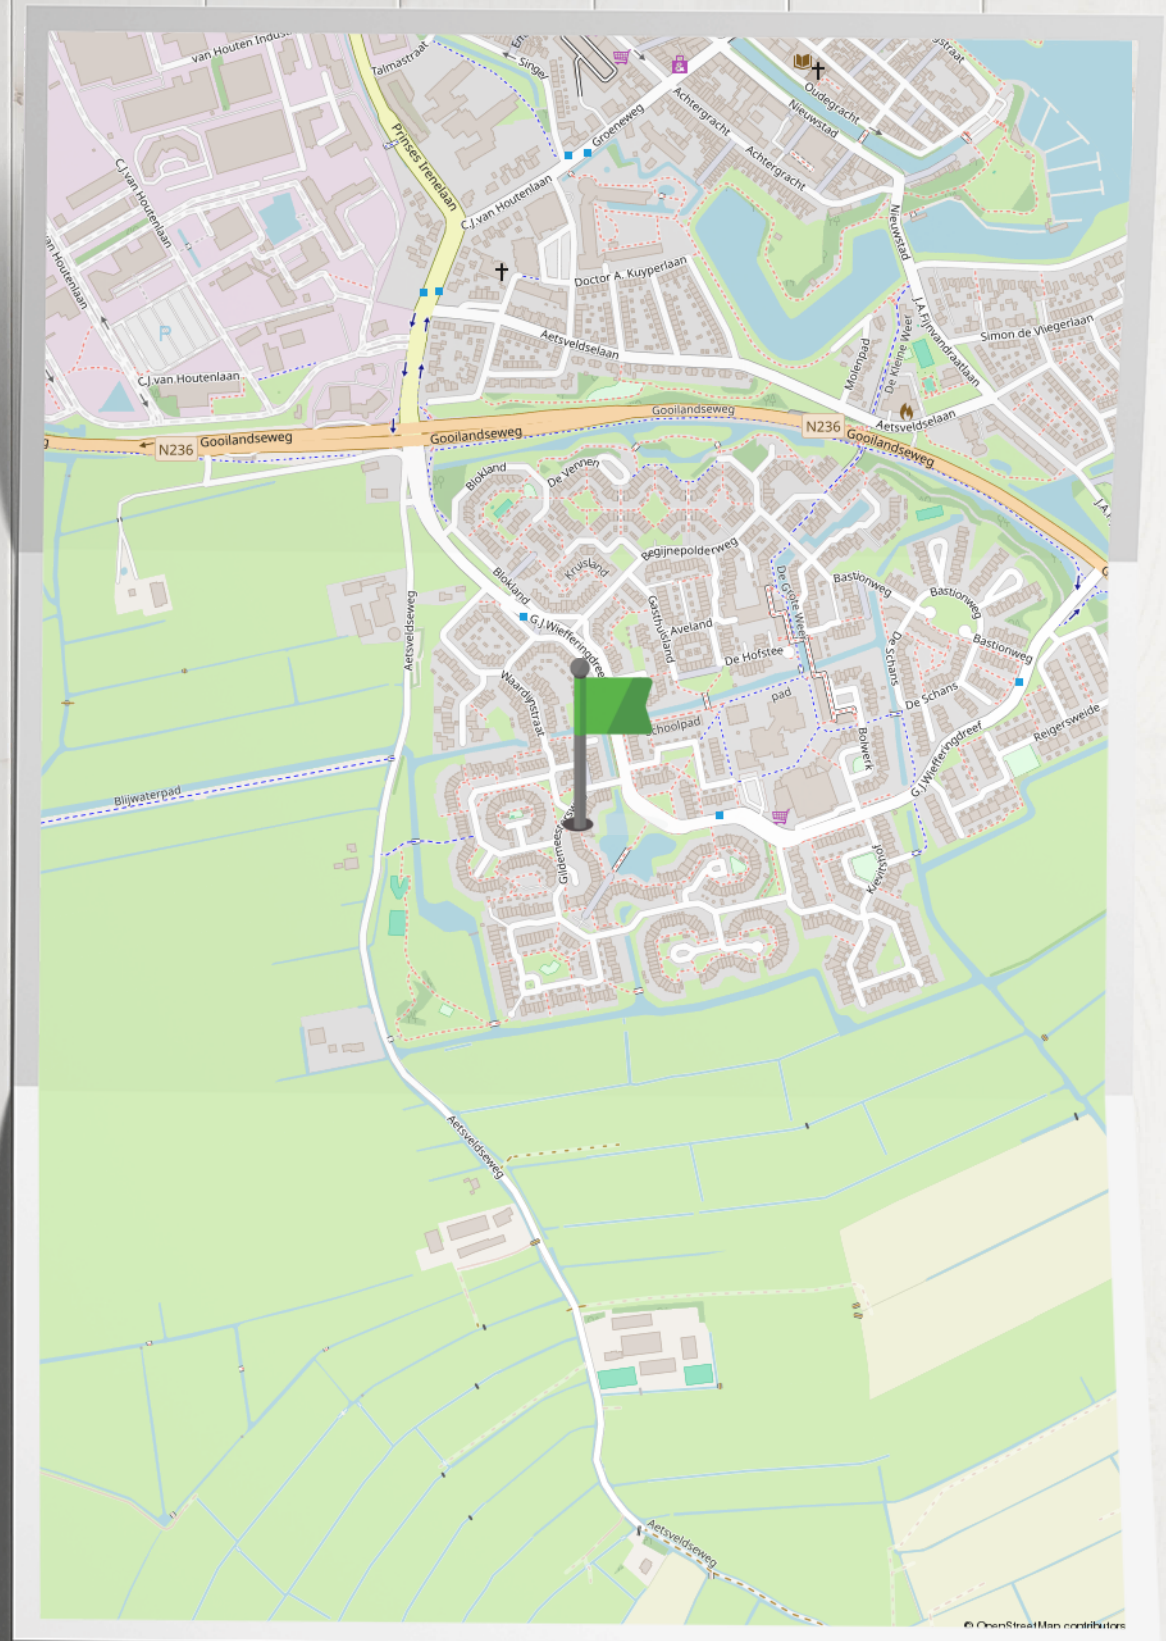 van Houten Indus
Talmastraat
Singel
Prinses Irenelaan
C.J.van Houtenlaan
Groeneweg
Achtergracht
Oudegracht
Nieuwstad
Achtergracht
C.J.van Houtenlaan
van Houtenlaan
Nieuwstad
Doctor A. Kuyperlaan
Aetsveldselaan
P
C.J.van Houtenlaan
Molenpad
De Kleine Weer
J.A.Fijnvandraatlaan
Simon de Vliegerlaan
Aetsveldselaan
Gooilandseweg
N236
Gooilandseweg
N236
Gooilandseweg
Gooilandseweg
Blokland
De Vennen
Begijnepolderweg
Kruisland
Blokland
G.J.Wiefferingdreef
Gasthuisland
Aveland
De Hofstee
De Grote Weer
Bastionweg
Bastionweg
Bastionweg
De Schans
De Schans
Aetsveldseweg
Waardijnstraat
Schoolpad
pad
Bolwerk
G.J.Wiefferingdreef
Reigersweide
Blijwaterpad
Kievitshof
Aetsveldseweg
Aetsveldseweg
© OpenStreetMap contributors